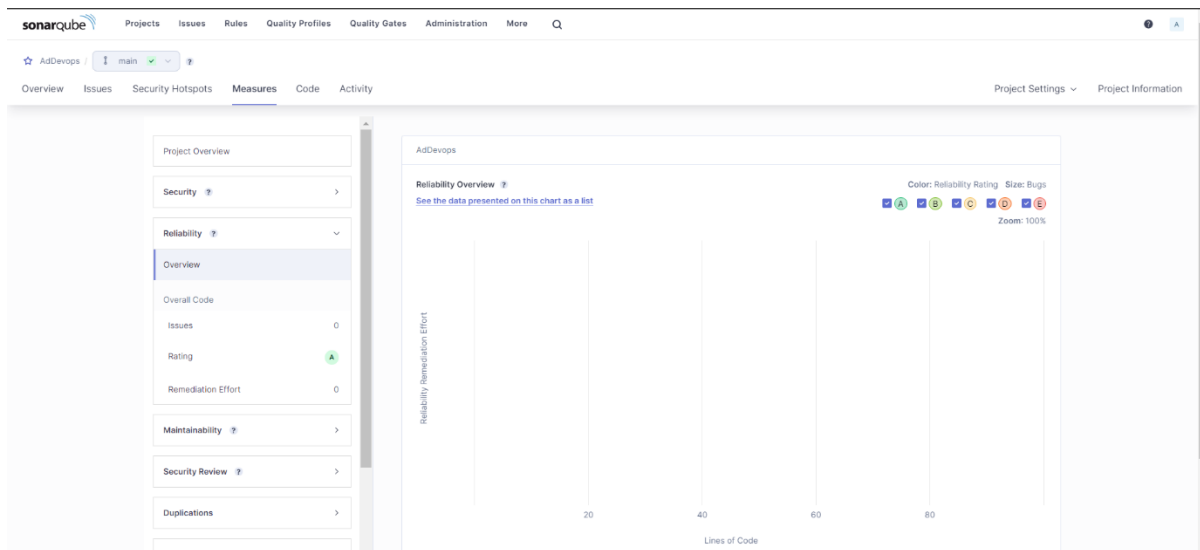 sonarqube Projects Issues Rules Quality Profiles Quality Gates Administration More ? A
AdDevops / main ?
Overview Issues Security Hotspots Measures Code Activity Project Settings Project Information
Project Overview
Security ?
Reliability ?
Overview
Overall Code
Issues 0
Rating A
Remediation Effort 0
Maintainability ?
Security Review ?
Duplications
AdDevops
Reliability Overview ? Color: Reliability Rating Size: Bugs
See the data presented on this chart as a list A B C D E
Zoom: 100%
Reliability Remediation Effort
20 40 60 80
Lines of Code